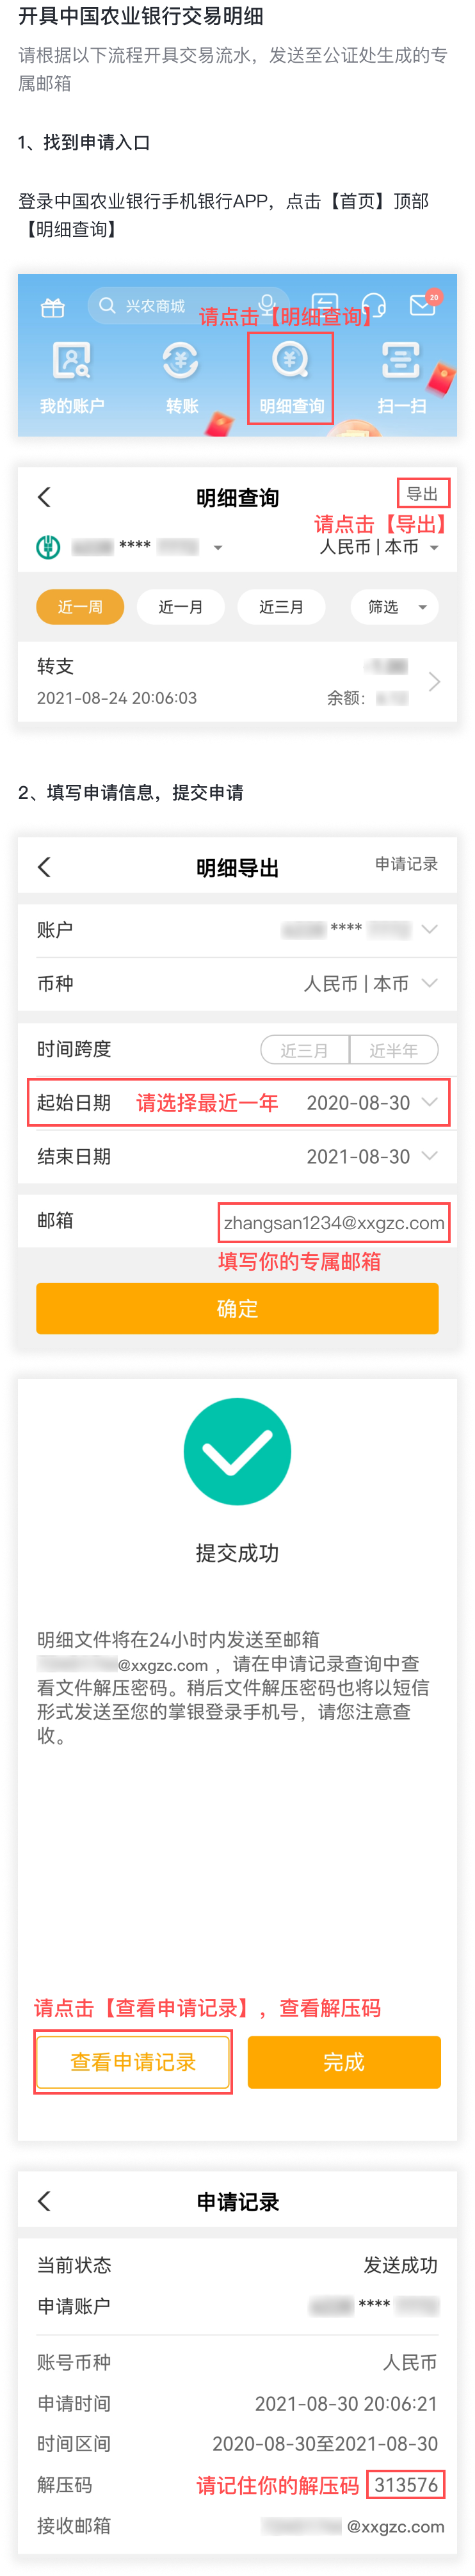 开具中国农业银行交易明细
请根据以下流程开具交易流水，发送至公证处生成的专
属邮箱
1、找到申请入口
登录中国农业银行手机银行APP，点击【首页】顶部
【明细查询】
兴农商城
20
请点击【明细查询】
我的账户 转账 明细查询 扫一扫
明细查询 导出
请点击【导出】
**** 人民币 | 本币
近一周 近一月 近三月 筛选
转支
2021-08-24 20:06:03 余额：
2、填写申请信息，提交申请
明细导出 申请记录
账户 ****
币种 人民币 | 本币
时间跨度 近三月 近半年
起始日期 请选择最近一年 2020-08-30
结束日期 2021-08-30
邮箱 zhangsan1234@xxgzc.com
填写你的专属邮箱
确定
提交成功
明细文件将在24小时内发送至邮箱
@xxgzc.com ，请在申请记录查询中查
看文件解压密码。稍后文件解压密码也将以短信
形式发送至您的掌银登录手机号，请您注意查
收。
请点击【查看申请记录】，查看解压码
查看申请记录 完成
申请记录
当前状态 发送成功
申请账户 ****
账号币种 人民币
申请时间 2021-08-30 20:06:21
时间区间 2020-08-30至2021-08-30
解压码 请记住你的解压码 313576
接收邮箱 @xxgzc.com